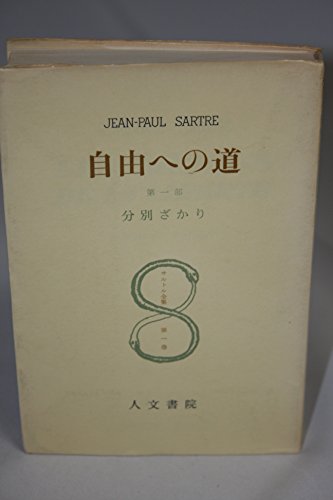 JEAN-PAUL SARTRE
自由への道
第一部
分別ざかり
サルトル全集
第一巻
人文書院